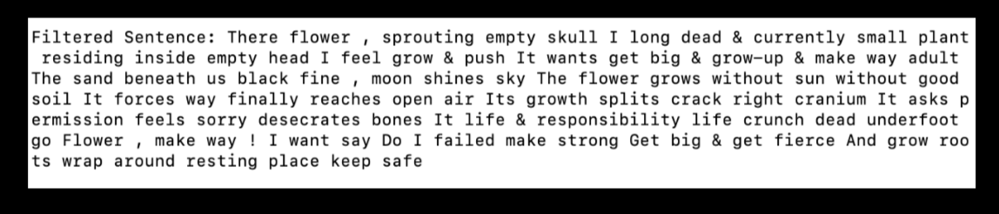 Filtered Sentence: There flower , sprouting empty skull I long dead & currently small plant
residing inside empty head I feel grow & push It wants get big & grow-up & make way adult
The sand beneath us black fine , moon shines sky The flower grows without sun without good
soil It forces way finally reaches open air Its growth splits crack right cranium It asks p
ermission feels sorry desecrates bones It life & responsibility life crunch dead underfoot
go Flower , make way ! I want say Do I failed make strong Get big & get fierce And grow roo
ts wrap around resting place keep safe